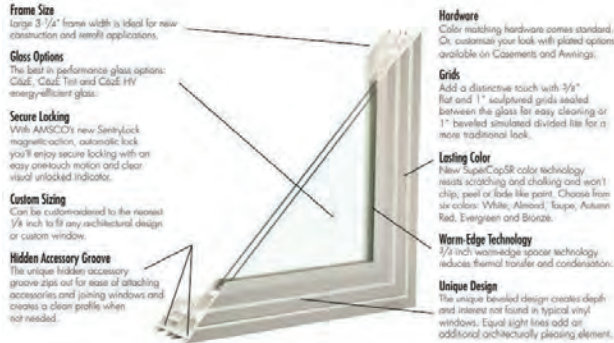 Frame Size
Large 3-1/4" frame width is ideal for new
construction and retrofit applications.
Glass Options
The best in performance glass options:
CozE, CozE Tint and CozE HV
energy-efficient glass.
Secure Locking
With AMSCO's new SentryLock
magnetic-action, automatic lock
you'll enjoy secure locking with an
easy one-touch motion and clear
visual unlocked indicator.
Custom Sizing
Can be custom-ordered to the nearest
1/8 inch to fit any architectural design
or custom window.
Hidden Accessory Groove
The unique hidden accessory
groove zips out for ease of attaching
accessories and joining windows and
creates a clean profile when
not needed.
Hardware
Color matching hardware comes standard.
Or, customize your look with plated options
available on Casements and Awnings.
Grids
Add a distinctive touch with 3/8"
flat and 1" sculptured grids sealed
between the glass for easy cleaning or
1" beveled simulated divided lite for a
more traditional look.
Lasting Color
New SuperCapSR color technology
resists scratching and chalking and won't
chip, peel or fade like paint. Choose from
six colors: White, Almond, Taupe, Autumn
Red, Evergreen and Bronze.
Warm-Edge Technology
3/4 inch warm-edge spacer technology
reduces thermal transfer and condensation.
Unique Design
The unique beveled design creates depth
and interest not found in typical vinyl
windows. Equal sight lines add an
additional architecturally pleasing element.